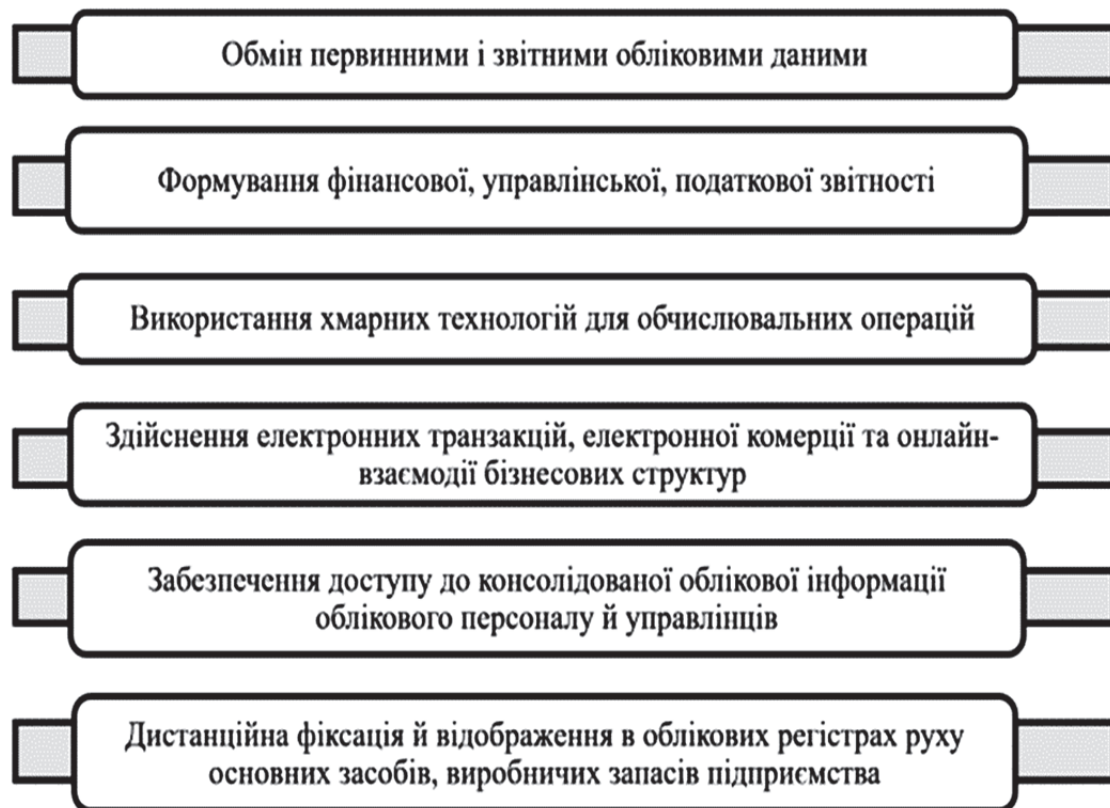 Обмін первинними і звітними обліковими даними
Формування фінансової, управлінської, податкової звітності
Використання хмарних технологій для обчислювальних операцій
Здійснення електронних транзакцій, електронної комерції та онлайн-
взаємодії бізнесових структур
Забезпечення доступу до консолідованої облікової інформації
облікового персоналу й управлінців
Дистанційна фіксація й відображення в облікових регістрах руху
основних засобів, виробничих запасів підприємства